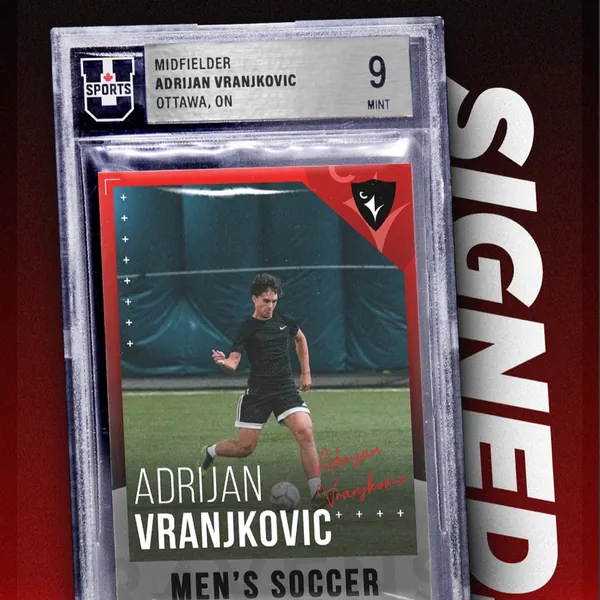 U
SPORTS
MIDFIELDER
ADRIJAN VRANJKOVIC
OTTAWA, ON
9
MINT
SIGNED
Adrijan
Vranjkovic
ADRIJAN
VRANJKOVIC
MEN'S SOCCER